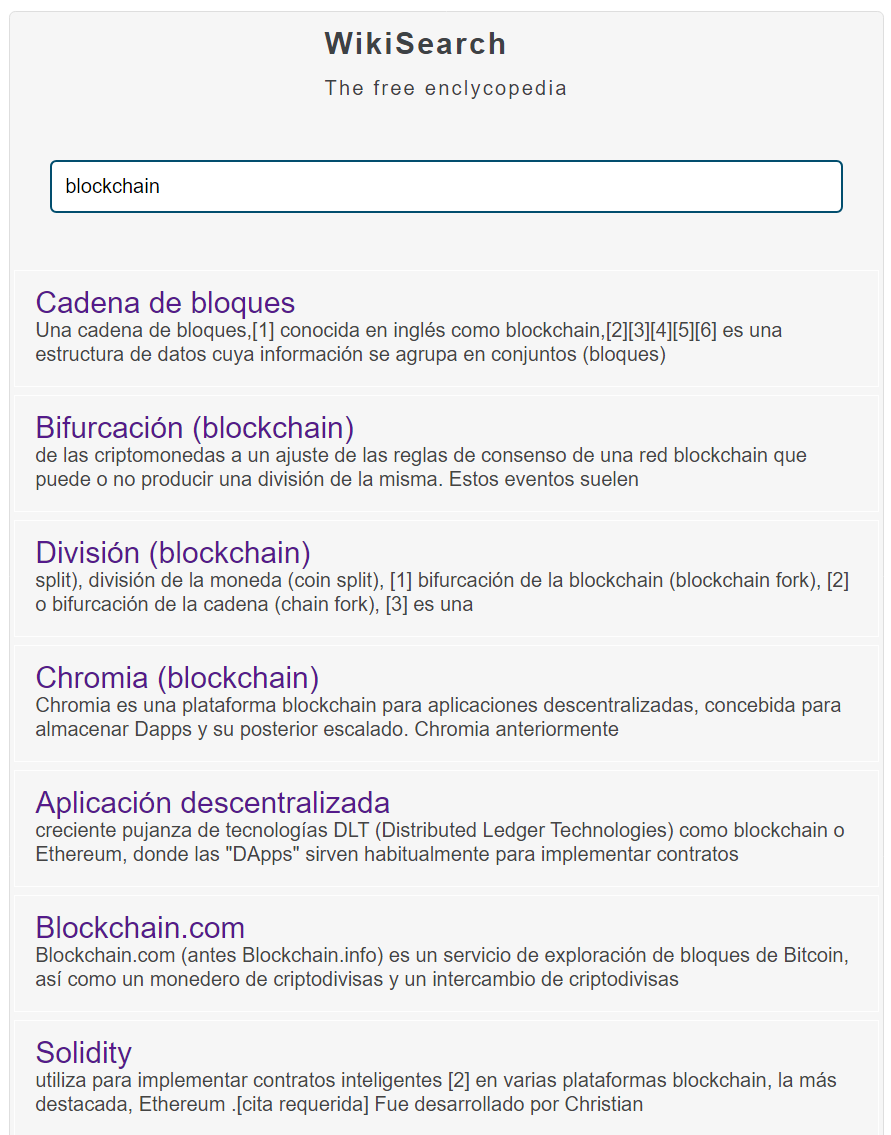 WikiSearch
The free enclycopedia
blockchain
Cadena de bloques
Una cadena de bloques,[1] conocida en inglés como blockchain,[2][3][4][5][6] es una
estructura de datos cuya información se agrupa en conjuntos (bloques)
Bifurcación (blockchain)
de las criptomonedas a un ajuste de las reglas de consenso de una red blockchain que
puede o no producir una división de la misma. Estos eventos suelen
División (blockchain)
split), división de la moneda (coin split), [1] bifurcación de la blockchain (blockchain fork), [2]
o bifurcación de la cadena (chain fork), [3] es una
Chromia (blockchain)
Chromia es una plataforma blockchain para aplicaciones descentralizadas, concebida para
almacenar Dapps y su posterior escalado. Chromia anteriormente
Aplicación descentralizada
creciente pujanza de tecnologías DLT (Distributed Ledger Technologies) como blockchain o
Ethereum, donde las "DApps" sirven habitualmente para implementar contratos
Blockchain.com
Blockchain.com (antes Blockchain.info) es un servicio de exploración de bloques de Bitcoin,
así como un monedero de criptodivisas y un intercambio de criptodivisas
Solidity
utiliza para implementar contratos inteligentes [2] en varias plataformas blockchain, la más
destacada, Ethereum .[cita requerida] Fue desarrollado por Christian